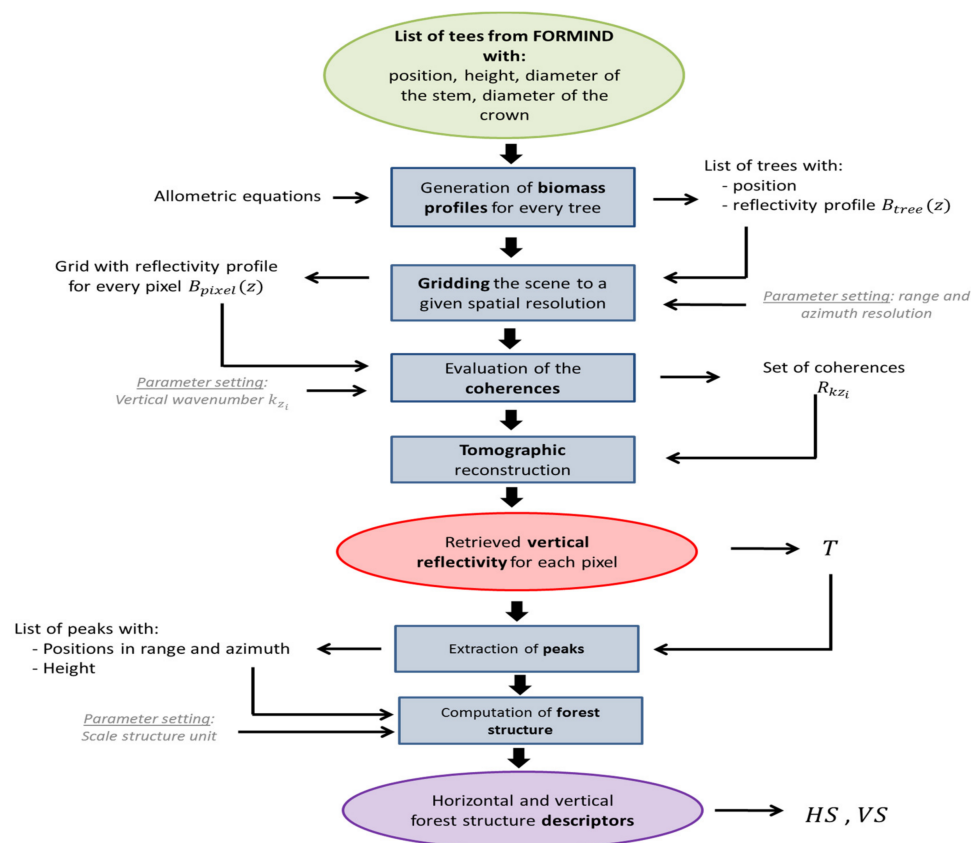 List of tees from FORMIND
with:
position, height, diameter of
the stem, diameter of the
crown
Allometric equations
Generation of biomass
profiles for every tree
List of trees with:
- position
- reflectivity profile B_tree(z)
Grid with reflectivity profile
for every pixel B_pixel(z)
Gridding the scene to a
given spatial resolution
Parameter setting: range and
azimuth resolution
Parameter setting:
Vertical wavenumber k_{z_i}
Evaluation of the
coherences
Set of coherences
R_{kz_i}
Tomographic
reconstruction
Retrieved vertical
reflectivity for each pixel
T
List of peaks with:
- Positions in range and azimuth
- Height
Extraction of peaks
Parameter setting:
Scale structure unit
Computation of forest
structure
Horizontal and vertical
forest structure descriptors
HS , VS